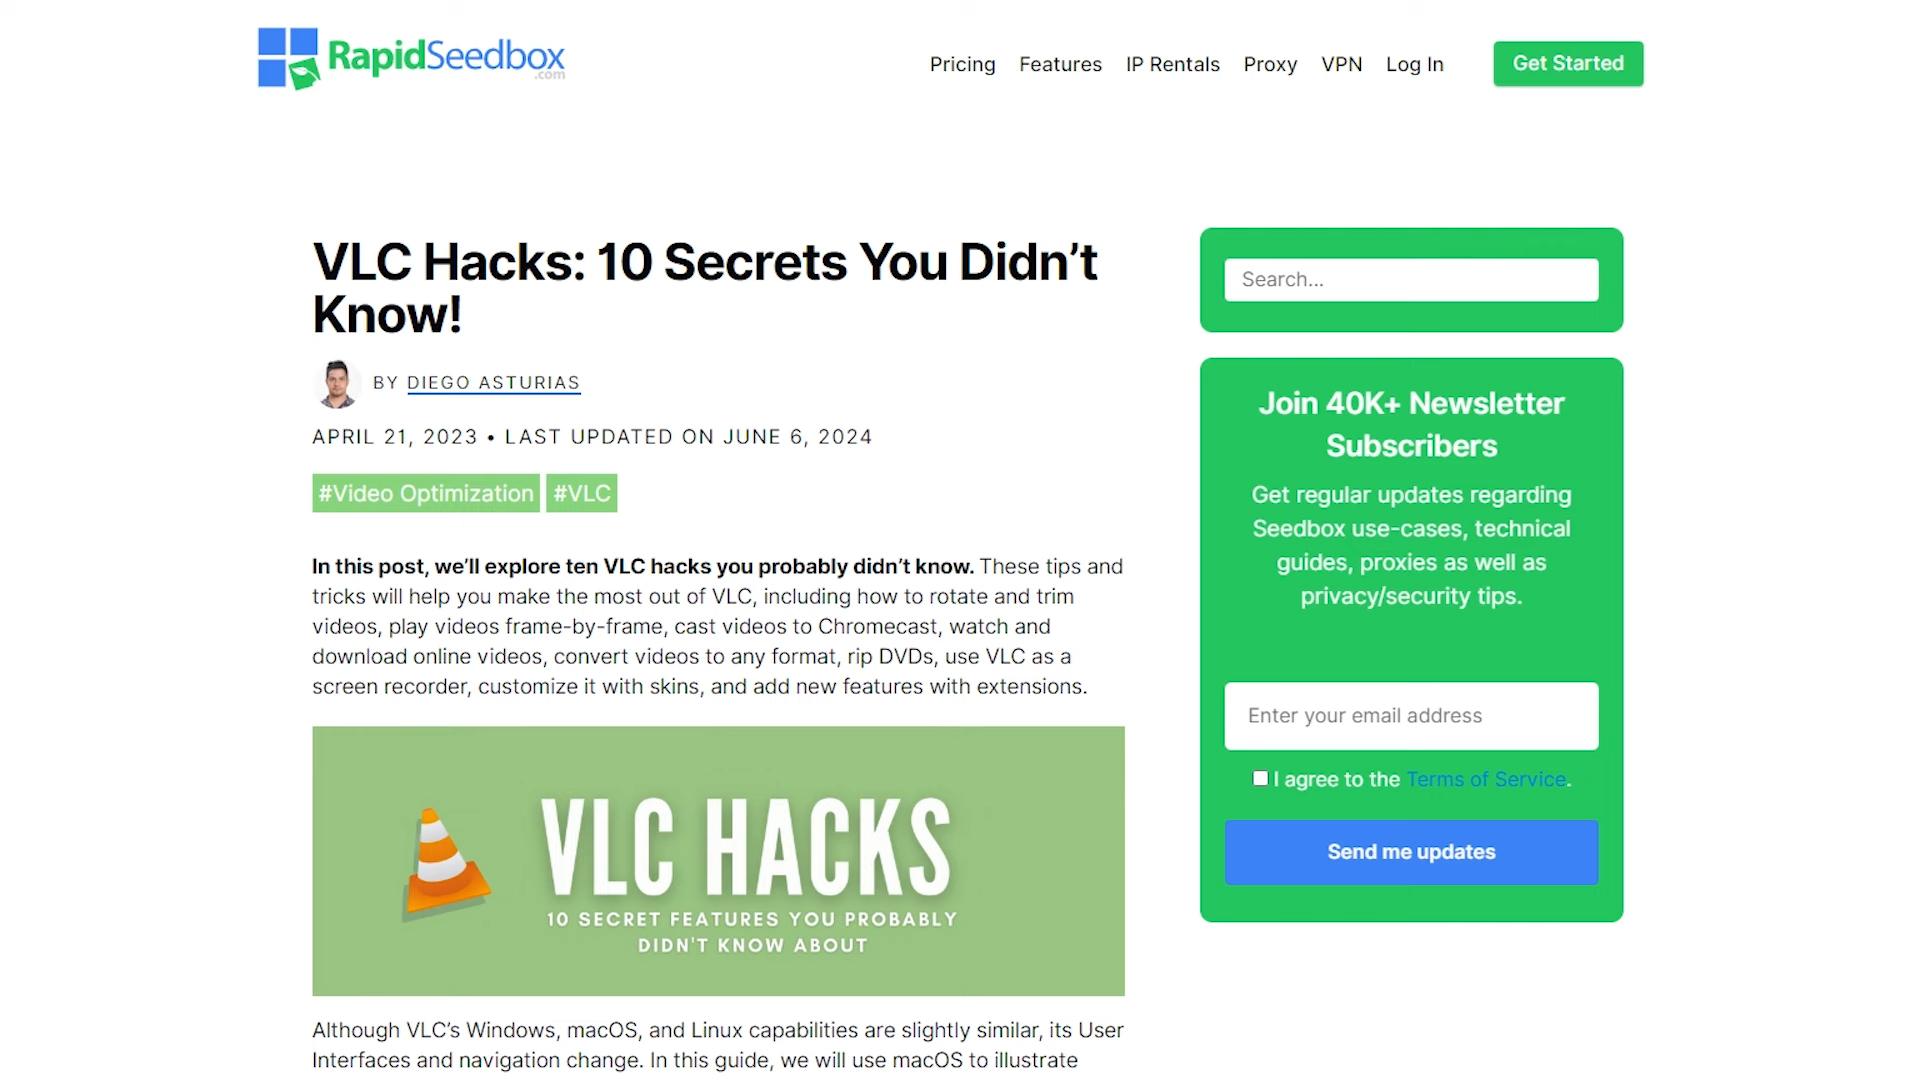 RapidSeedbox
.com
Pricing Features IP Rentals Proxy VPN Log In Get Started
VLC Hacks: 10 Secrets You Didn’t
Know!
BY DIEGO ASTURIAS
APRIL 21, 2023 • LAST UPDATED ON JUNE 6, 2024
#Video Optimization #VLC
In this post, we’ll explore ten VLC hacks you probably didn’t know. These tips and
tricks will help you make the most out of VLC, including how to rotate and trim
videos, play videos frame-by-frame, cast videos to Chromecast, watch and
download online videos, convert videos to any format, rip DVDs, use VLC as a
screen recorder, customize it with skins, and add new features with extensions.
VLC HACKS
10 SECRET FEATURES YOU PROBABLY
DIDN'T KNOW ABOUT
Although VLC’s Windows, macOS, and Linux capabilities are slightly similar, its User
Interfaces and navigation change. In this guide, we will use macOS to illustrate
Search...
Join 40K+ Newsletter
Subscribers
Get regular updates regarding
Seedbox use-cases, technical
guides, proxies as well as
privacy/security tips.
Enter your email address
I agree to the Terms of Service.
Send me updates